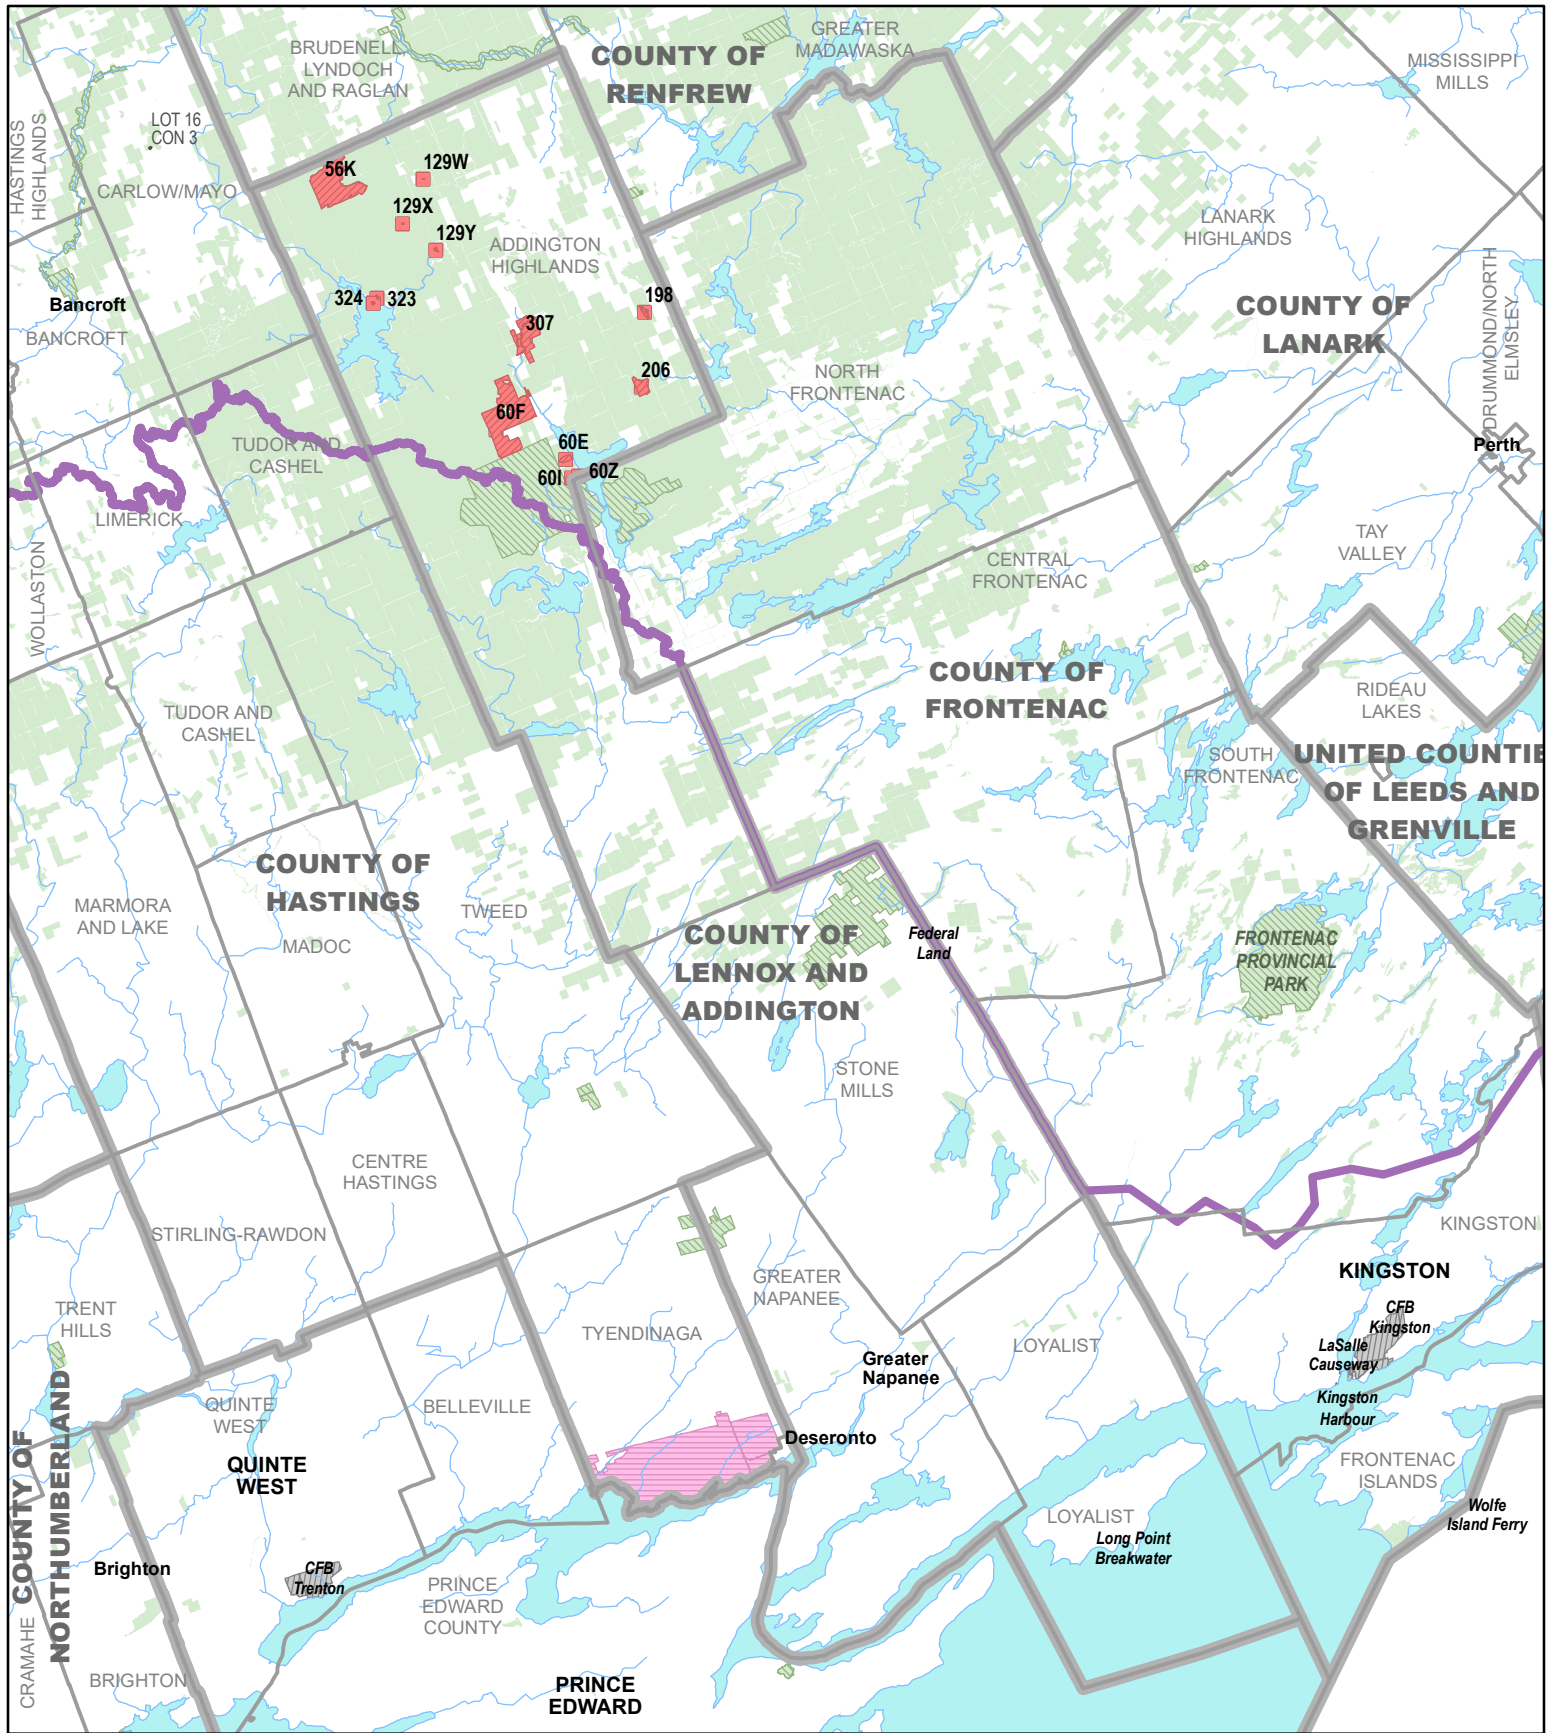 GREATER
MADAWASKA
BRUDENELL,
LYNDOCH
AND RAGLAN
COUNTY OF
RENFREW
MISSISSIPPI
MILLS
HASTINGS
HIGHLANDS
LOT 16
CON 3
CARLOW/MAYO
56K
129W
129X
129Y
ADDINGTON
HIGHLANDS
LANARK
HIGHLANDS
DRUMMOND/NORTH
ELMSLEY
Bancroft
BANCROFT
324
323
198
307
COUNTY OF
LANARK
206
NORTH
FRONTENAC
60F
TUDOR AND
CASHEL
60E
60I
60Z
Perth
LIMERICK
WOLLASTON
TAY
VALLEY
CENTRAL
FRONTENAC
COUNTY OF
FRONTENAC
RIDEAU
LAKES
TUDOR AND
CASHEL
SOUTH
FRONTENAC
UNITED COUNTIE
OF LEEDS AND
GRENVILLE
COUNTY OF
HASTINGS
MARMORA
AND LAKE
MADOC
TWEED
COUNTY OF
LENNOX AND
ADDINGTON
Federal
Land
FRONTENAC
PROVINCIAL
PARK
STONE
MILLS
CENTRE
HASTINGS
STIRLING-RAWDON
KINGSTON
KINGSTON
GREATER
NAPANEE
TRENT
HILLS
TYENDINAGA
CFB
Kingston
LaSalle
Causeway
LOYALIST
Greater
Napanee
Kingston
Harbour
QUINTE
WEST
BELLEVILLE
Deseronto
COUNTY OF
NORTHUMBERLAND
QUINTE
WEST
FRONTENAC
ISLANDS
Wolfe
Island Ferry
LOYALIST
Long Point
Breakwater
Brighton
CFB
Trenton
PRINCE
EDWARD
COUNTY
CRAMAHE
BRIGHTON
PRINCE
EDWARD